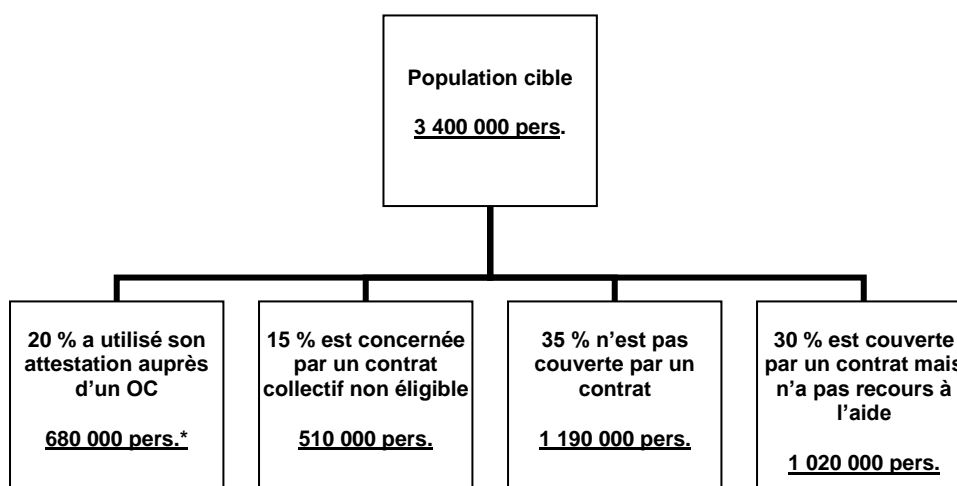 Population cible
3 400 000 pers.
20 % a utilisé son
attestation auprès
d’un OC
680 000 pers.*
15 % est concernée
par un contrat
collectif non éligible
510 000 pers.
35 % n’est pas
couverte par un
contrat
1 190 000 pers.
30 % est couverte
par un contrat mais
n’a pas recours à
l’aide
1 020 000 pers.